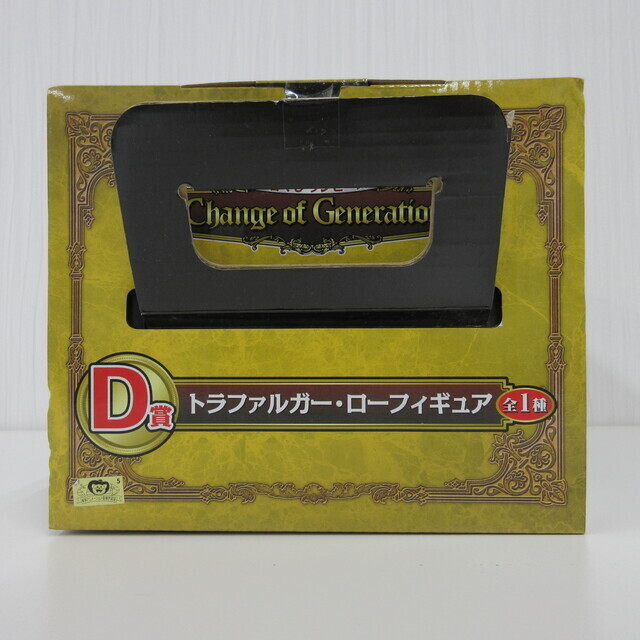 Change of Generation
D賞
トラファルガー・ローフィギュア
全1種
S